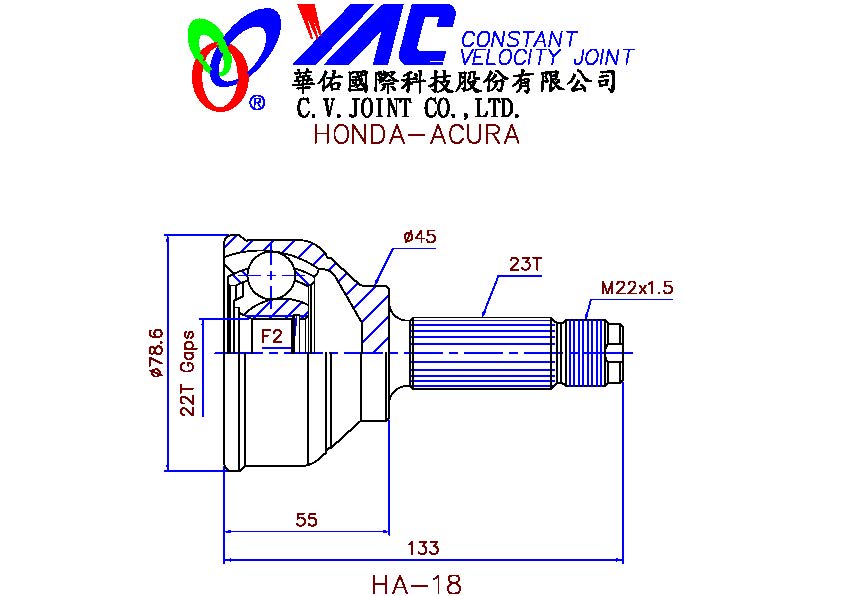 YAC CONSTANT
VELOCITY JOINT
®
華佑國際科技股份有限公司
C.V.JOINT CO.,LTD.
HONDA-ACURA
ø45
23T
M22x1.5
F2
ø78.6
22T Gaps
55
133
HA-18